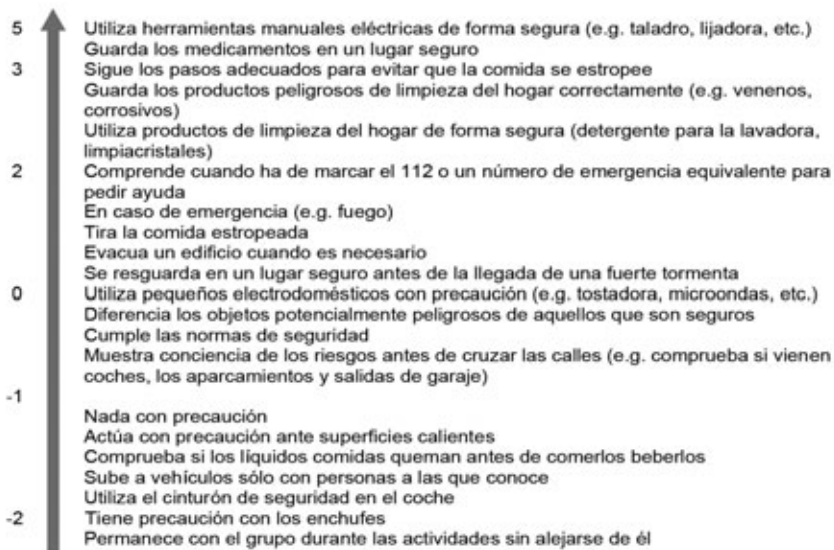 5 Utiliza herramientas manuales eléctricas de forma segura (e.g. taladro, lijadora, etc.)
Guarda los medicamentos en un lugar seguro
3 Sigue los pasos adecuados para evitar que la comida se estropee
Guarda los productos peligrosos de limpieza del hogar correctamente (e.g. venenos,
corrosivos)
Utiliza productos de limpieza del hogar de forma segura (detergente para la lavadora,
limpiacristales)
2 Comprende cuando ha de marcar el 112 o un número de emergencia equivalente para
pedir ayuda
En caso de emergencia (e.g. fuego)
Tira la comida estropeada
Evacua un edificio cuando es necesario
Se resguarda en un lugar seguro antes de la llegada de una fuerte tormenta
0 Utiliza pequeños electrodomésticos con precaución (e.g. tostadora, microondas, etc.)
Diferencia los objetos potencialmente peligrosos de aquellos que son seguros
Cumple las normas de seguridad
Muestra conciencia de los riesgos antes de cruzar las calles (e.g. comprueba si vienen
coches, los aparcamientos y salidas de garaje)
-1
Nada con precaución
Actúa con precaución ante superficies calientes
Comprueba si los líquidos comidas queman antes de comerlos beberlos
Sube a vehículos sólo con personas a las que conoce
Utiliza el cinturón de seguridad en el coche
-2 Tiene precaución con los enchufes
Permanece con el grupo durante las actividades sin alejarse de él